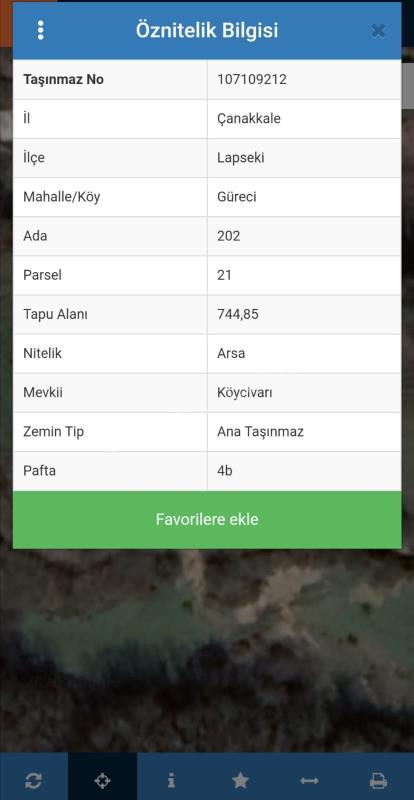 Öznitelik Bilgisi
Taşınmaz No 107109212
İl Çanakkale
İlçe Lapseki
Mahalle/Köy Güreci
Ada 202
Parsel 21
Tapu Alanı 744,85
Nitelik Arsa
Mevkii Köycivarı
Zemin Tip Ana Taşınmaz
Pafta 4b
Favorilere ekle